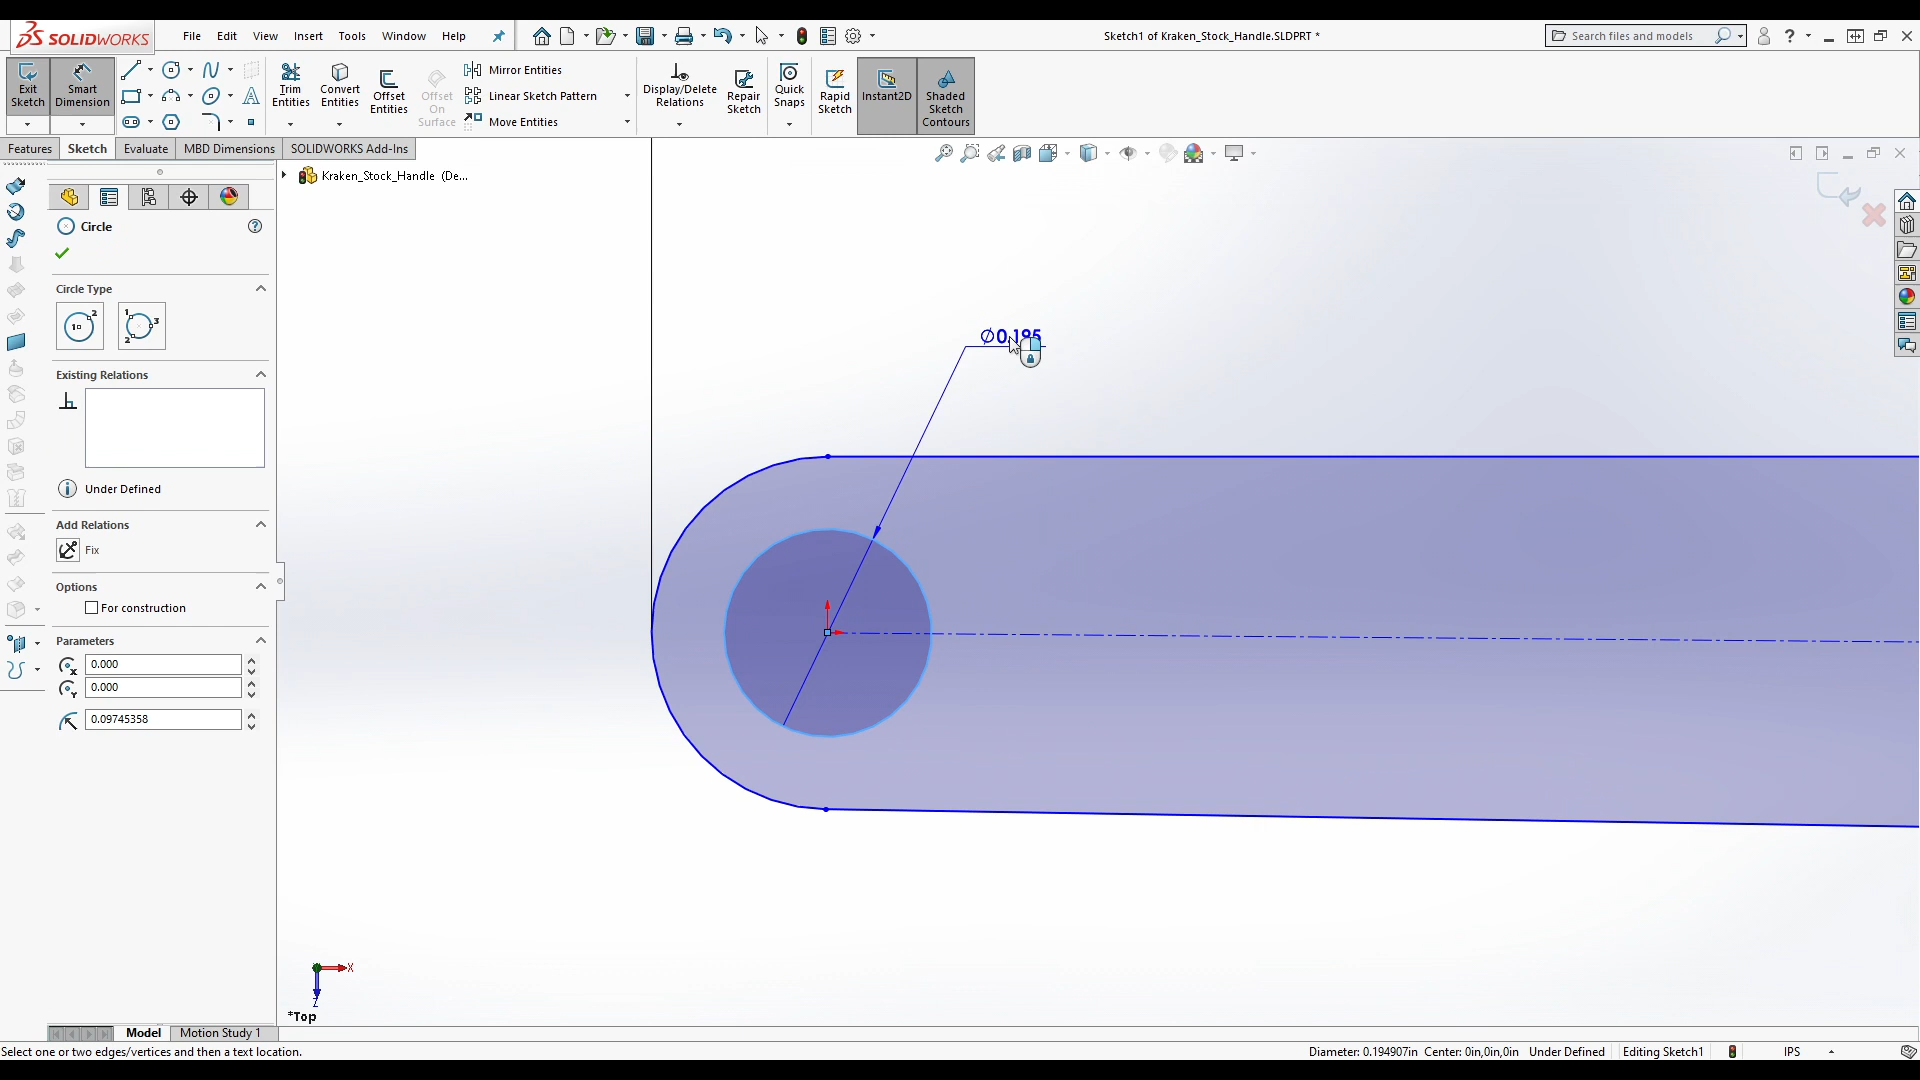 SOLIDWORKS
File Edit View Insert Tools Window Help
Sketch1 of Kraken_Stock_Handle.SLDPRT *
Search files and models
Exit Sketch
Smart Dimension
Trim Entities
Convert Entities
Offset Entities
Offset On Surface
Mirror Entities
Linear Sketch Pattern
Move Entities
Display/Delete Relations
Repair Sketch
Quick Snaps
Rapid Sketch
Instant2D
Shaded Sketch Contours
Features Sketch Evaluate MBD Dimensions SOLIDWORKS Add-Ins
Kraken_Stock_Handle (De...
Circle
Circle Type
Existing Relations
Under Defined
Add Relations
Fix
Options
For construction
Parameters
0.000
0.000
0.09745358
∅0.195
X
Z
*Top
Model Motion Study 1
Select one or two edges/vertices and then a text location.
Diameter: 0.194907in Center: 0in,0in,0in Under Defined Editing Sketch1 IPS